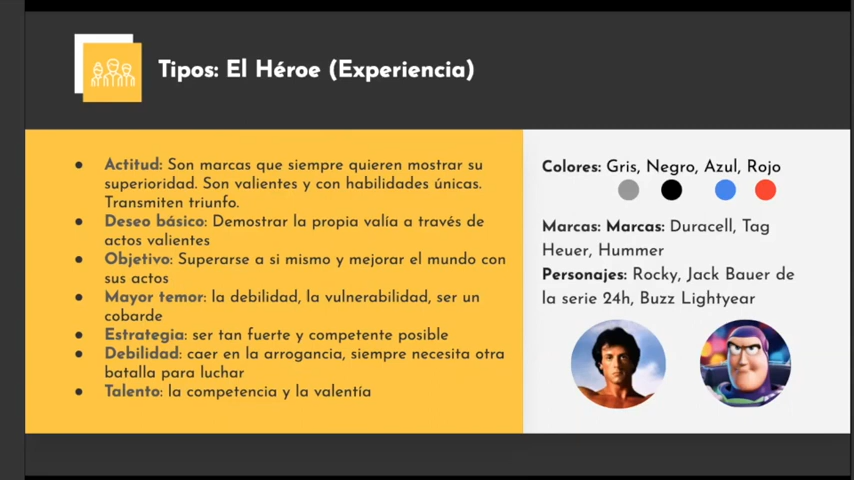 Tipos: El Héroe (Experiencia)
● Actitud: Son marcas que siempre quieren mostrar su
superioridad. Son valientes y con habilidades únicas.
Transmiten triunfo.
● Deseo básico: Demostrar la propia valía a través de
actos valientes
● Objetivo: Superarse a si mismo y mejorar el mundo con
sus actos
● Mayor temor: la debilidad, la vulnerabilidad, ser un
cobarde
● Estrategia: ser tan fuerte y competente posible
● Debilidad: caer en la arrogancia, siempre necesita otra
batalla para luchar
● Talento: la competencia y la valentía
Colores: Gris, Negro, Azul, Rojo
Marcas: Marcas: Duracell, Tag
Heuer, Hummer
Personajes: Rocky, Jack Bauer de
la serie 24h, Buzz Lightyear